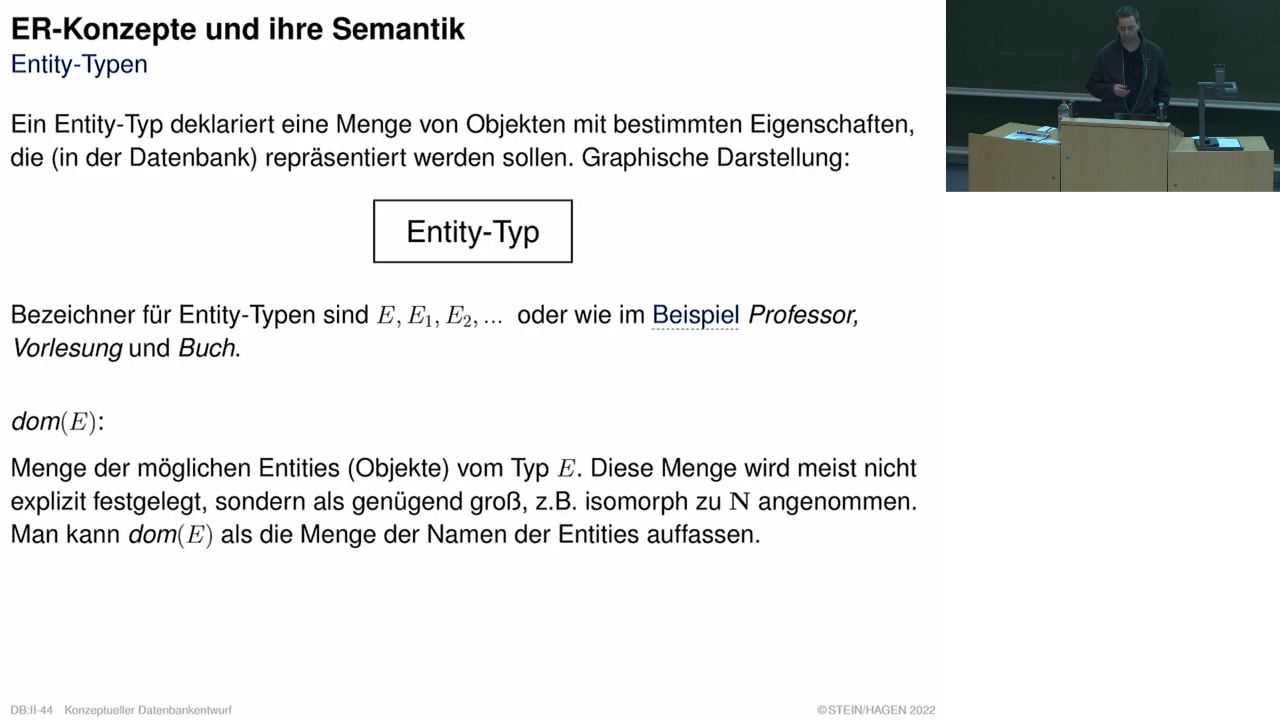 ER-Konzepte und ihre Semantik
Entity-Typen
Ein Entity-Typ deklariert eine Menge von Objekten mit bestimmten Eigenschaften,
die (in der Datenbank) repräsentiert werden sollen. Graphische Darstellung:
Entity-Typ
Bezeichner für Entity-Typen sind E, E₁, E₂, ... oder wie im Beispiel Professor,
Vorlesung und Buch.
dom(E):
Menge der möglichen Entities (Objekte) vom Typ E. Diese Menge wird meist nicht
explizit festgelegt, sondern als genügend groß, z.B. isomorph zu N angenommen.
Man kann dom(E) als die Menge der Namen der Entities auffassen.
DB:II-44 Konzeptueller Datenbankentwurf
©STEIN/HAGEN 2022